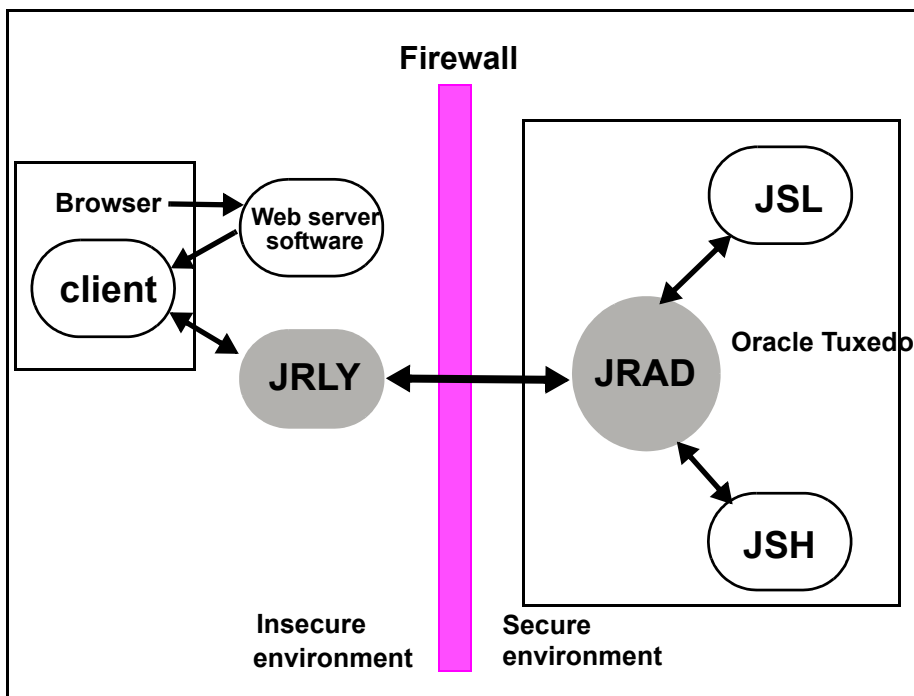 Firewall
Browser
Web server
software
client
JRLY
JSL
JRAD
Oracle Tuxedo
JSH
Insecure
environment
Secure
environment